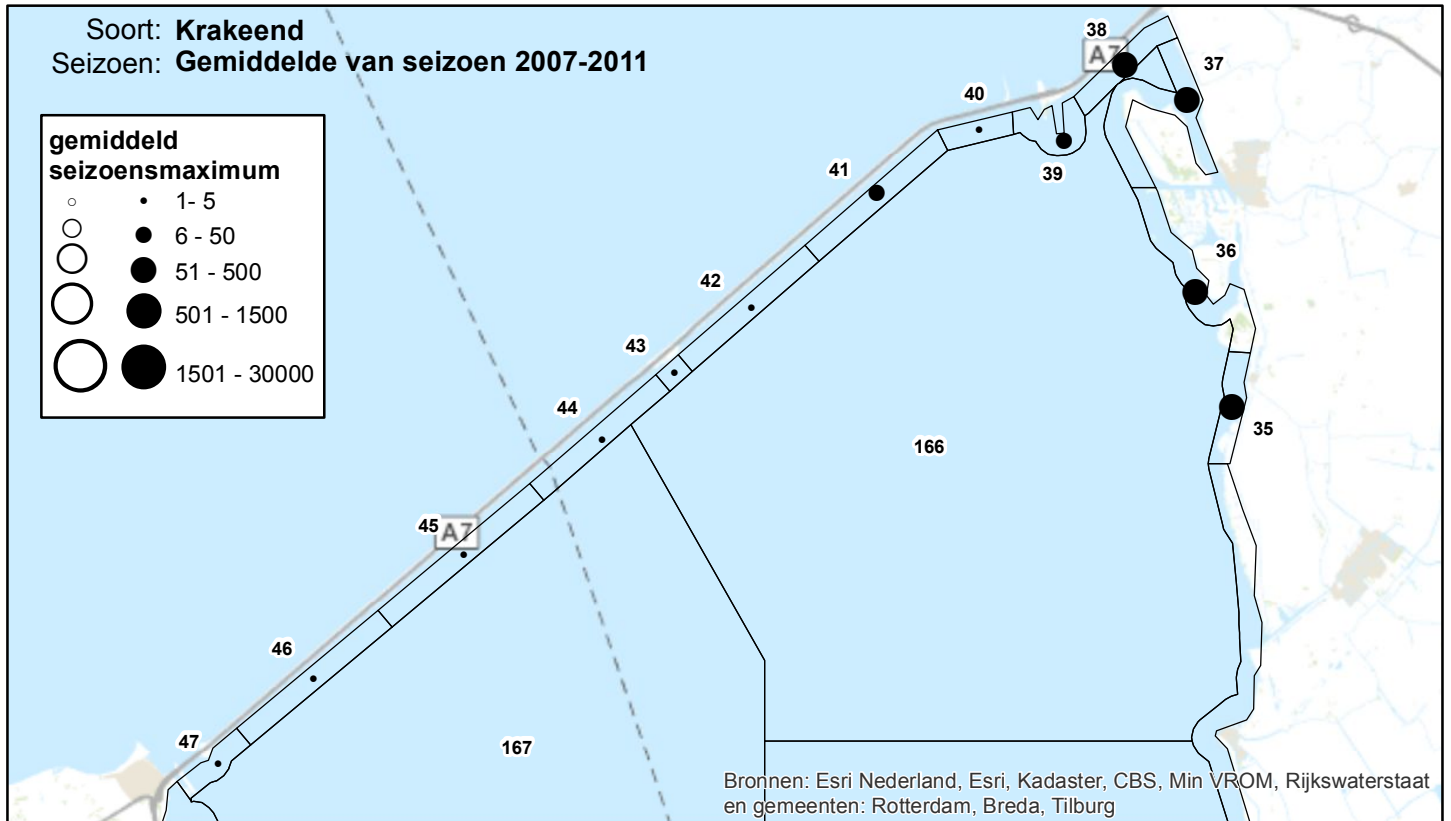 Soort: Krakeend
Seizoen: Gemiddelde van seizoen 2007-2011
gemiddeld
seizoensmaximum
1- 5
6 - 50
51 - 500
501 - 1500
1501 - 30000
38
A7
37
40
39
41
36
42
43
44
35
166
45
A7
46
47
167
Bronnen: Esri Nederland, Esri, Kadaster, CBS, Min VROM, Rijkswaterstaat
en gemeenten: Rotterdam, Breda, Tilburg